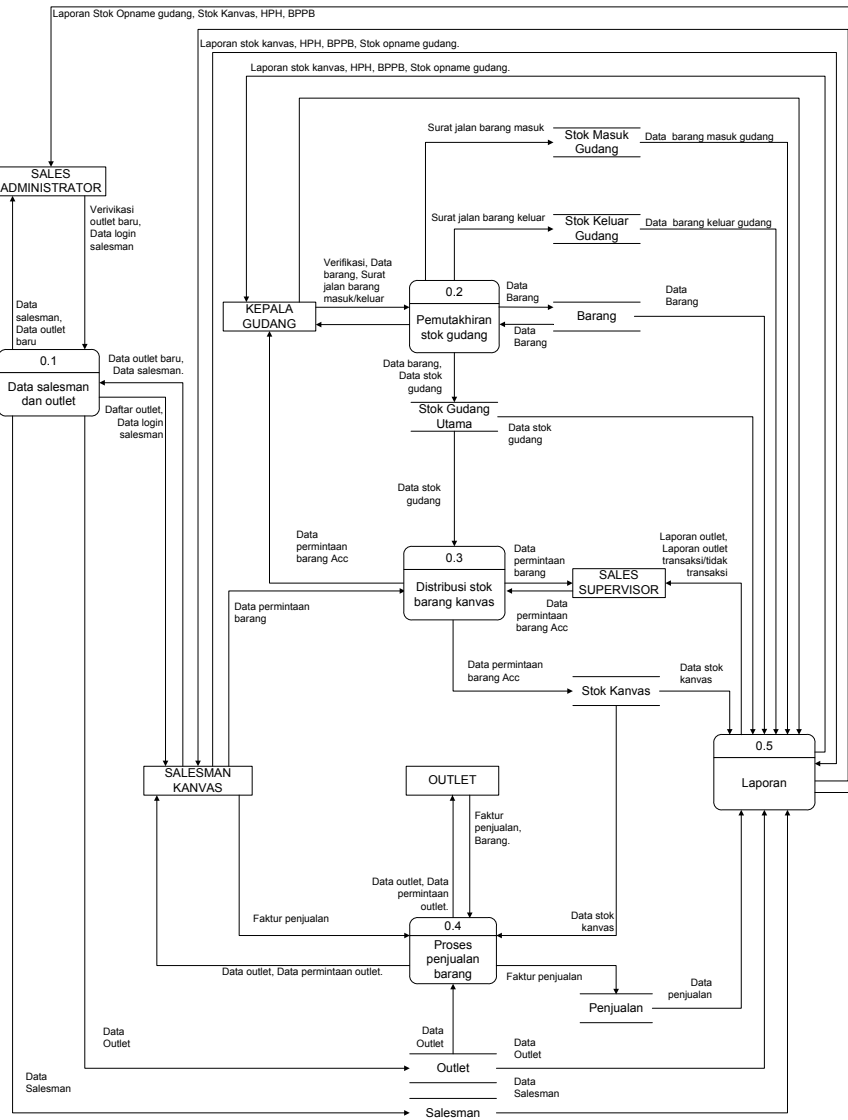 Laporan Stok Opname gudang, Stok Kanvas, HPH, BPPB
Laporan stok kanvas, HPH, BPPB, Stok opname gudang.
Laporan stok kanvas, HPH, BPPB, Stok opname gudang.
Surat jalan barang masuk
Stok Masuk
Gudang
Data barang masuk gudang
SALES
ADMINISTRATOR
Verivikasi
outlet baru,
Data login
salesman
Surat jalan barang keluar
Stok Keluar
Gudang
Data barang keluar gudang
Verifikasi, Data
barang, Surat
jalan barang
masuk/keluar
KEPALA
GUDANG
0.2
Pemutakhiran
stok gudang
Data
Barang
Barang
Data
Barang
Data
Barang
Data
salesman,
Data outlet
baru
0.1
Data salesman
dan outlet
Data outlet baru,
Data salesman.
Daftar outlet,
Data login
salesman
Data barang,
Data stok
gudang
Stok Gudang
Utama
Data stok
gudang
Data stok
gudang
Data
permintaan
barang Acc
0.3
Distribusi stok
barang kanvas
Data
permintaan
barang
SALES
SUPERVISOR
Data
permintaan
barang Acc
Laporan outlet,
Laporan outlet
transaksi/tidak
transaksi
Data permintaan
barang
Data permintaan
barang Acc
Stok Kanvas
Data stok
kanvas
0.5
Laporan
SALESMAN
KANVAS
OUTLET
Faktur
penjualan,
Barang.
Data outlet, Data
permintaan
outlet.
Faktur penjualan
Data stok
kanvas
0.4
Proses
penjualan
barang
Data outlet, Data permintaan outlet.
Faktur penjualan
Penjualan
Data
penjualan
Data
Outlet
Data
Outlet
Outlet
Data
Outlet
Data
Salesman
Salesman
Data
Salesman